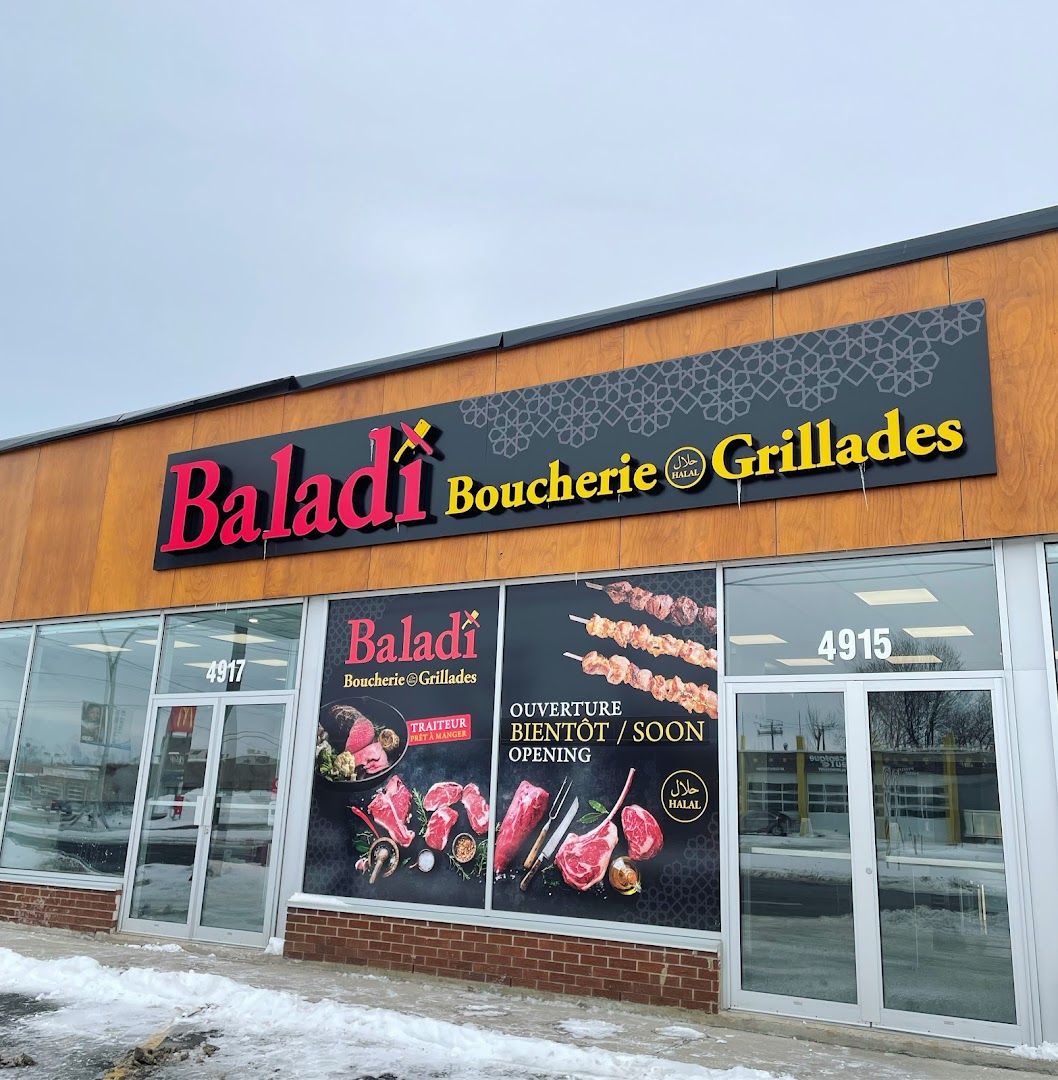 Baladi Boucherie حلال HALAL Grillades
4917
Baladi
Boucherie Grillades
TRAITEUR
PRÊT À MANGER
OUVERTURE
BIENTÔT / SOON
OPENING
حلال
HALAL
4915